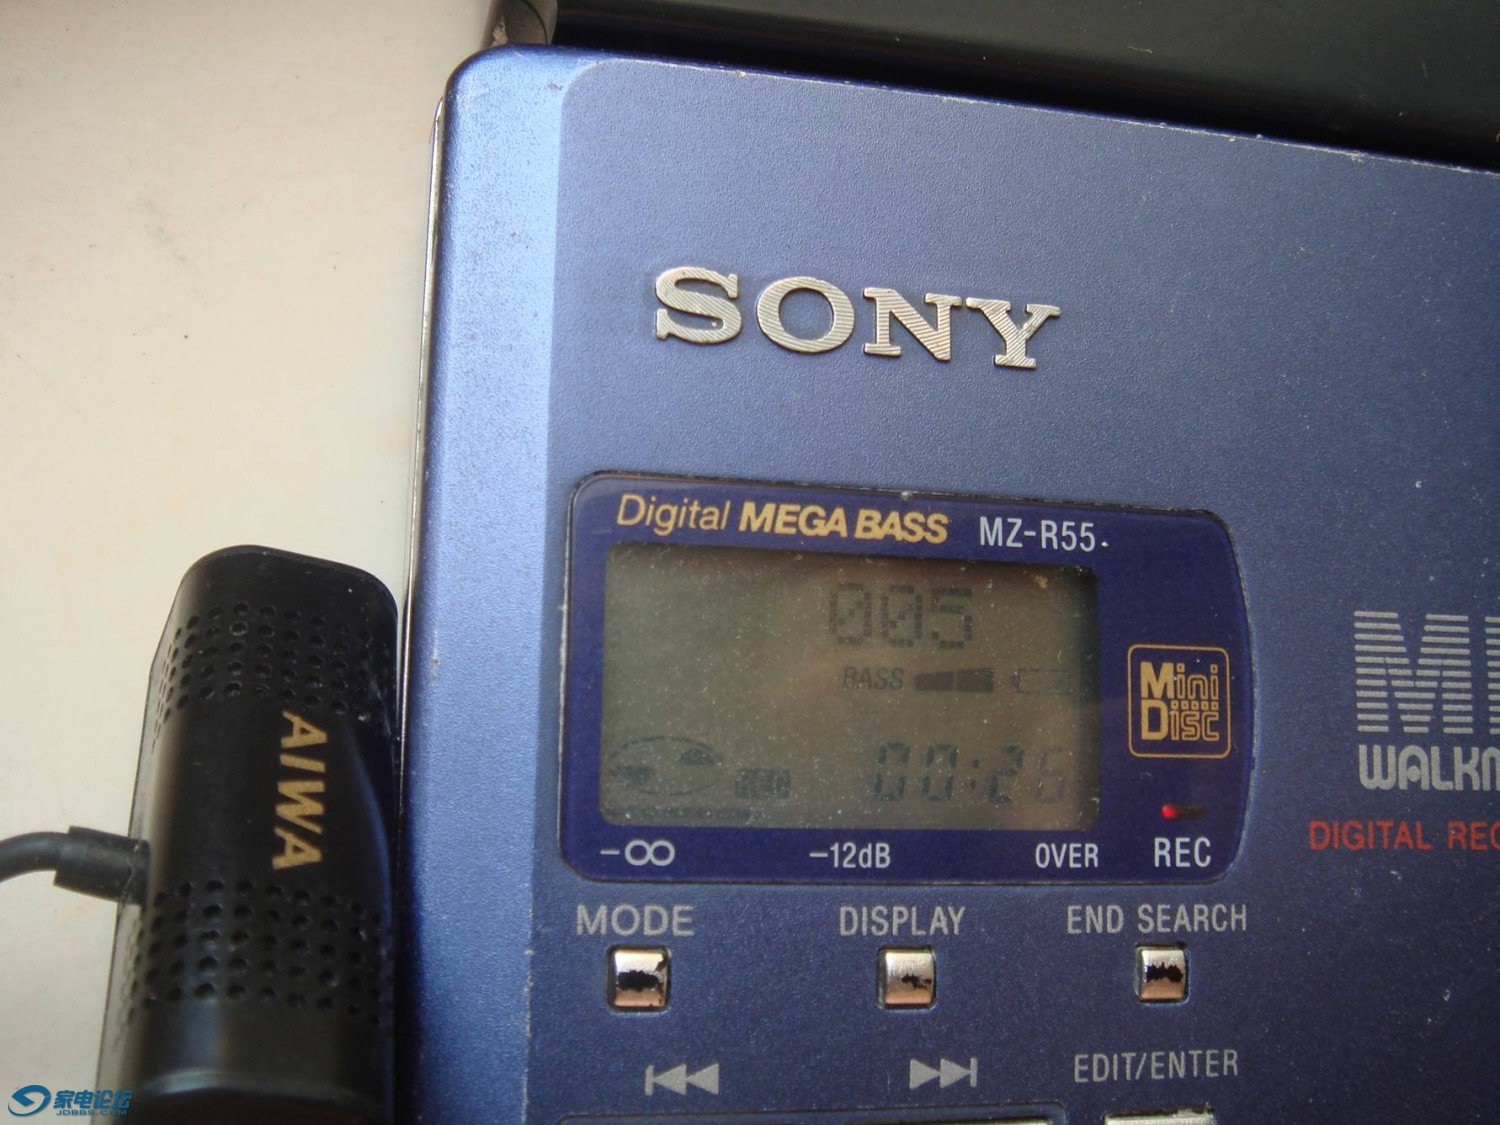 SONY
Digital MEGA BASS MZ-R55
005
BASS
00:26
Mini
Disc
-∞ -12dB OVER REC
MODE DISPLAY END SEARCH
EDIT/ENTER
WALKM
DIGITAL REC
AIWA
家电论坛
JDBBS.COM